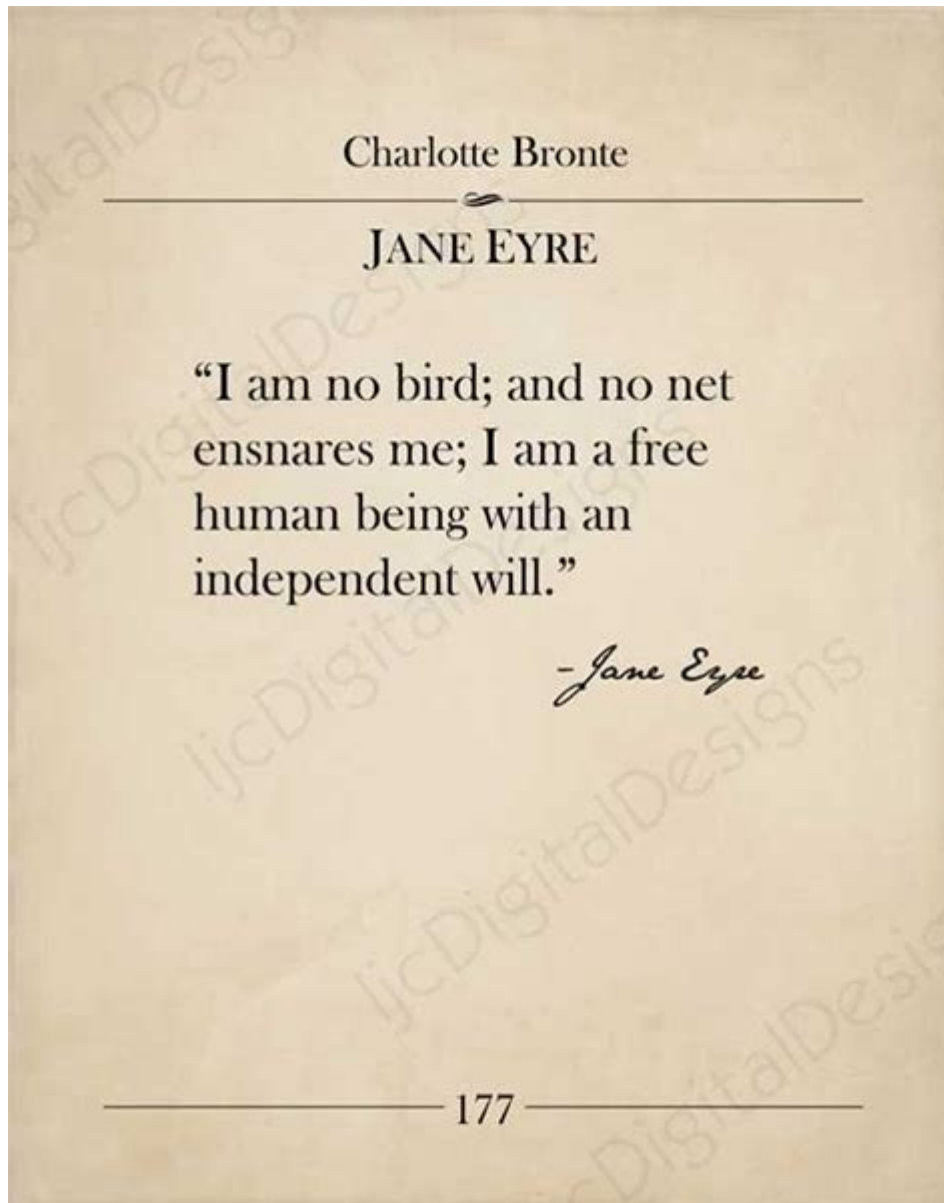 Charlotte Bronte
JANE EYRE
“I am no bird; and no net
ensnares me; I am a free
human being with an
independent will.”
-Jane Eyre
177
ljcDigitalDesigns
ljcDigitalDesigns
ljcDigitalDesigns